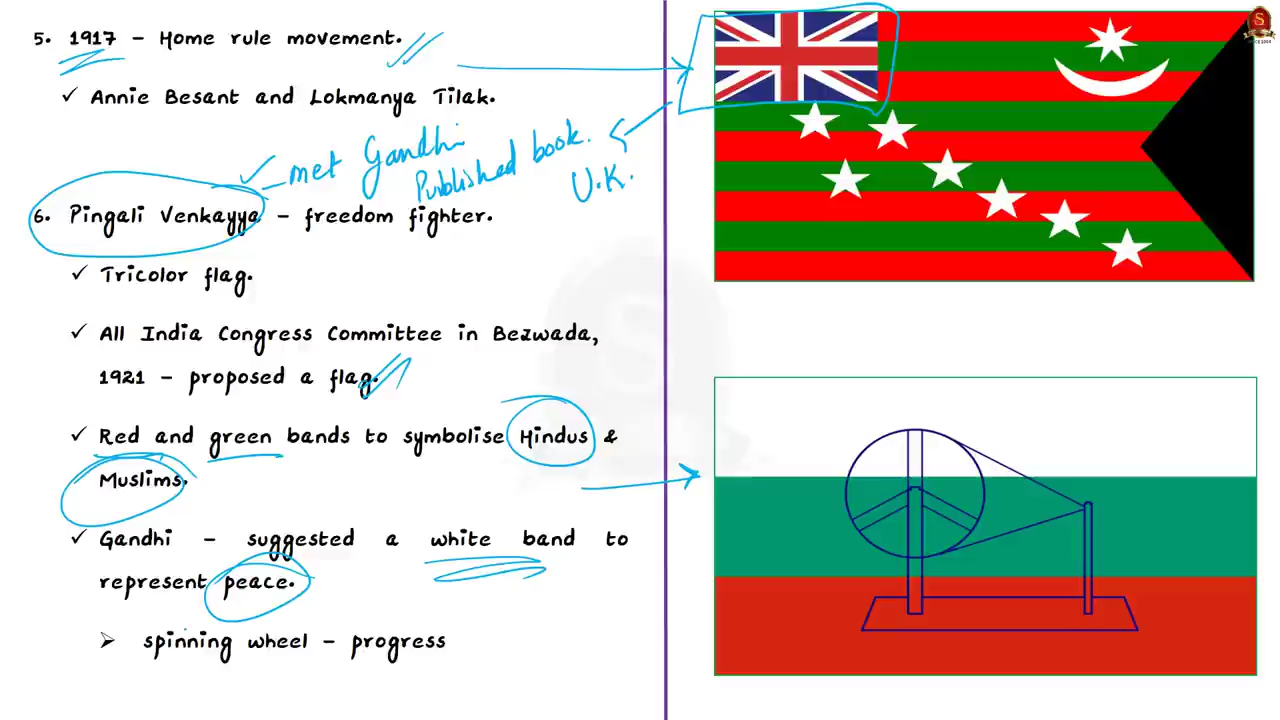 5. 1917 – Home rule movement.
✓ Annie Besant and Lokmanya Tilak.
met Gandhi
Published book.
U.K.
6. Pingali Venkayya – freedom fighter.
✓ Tricolor flag.
✓ All India Congress Committee in Bezwada,
1921 – proposed a flag.
✓ Red and green bands to symbolise Hindus &
Muslims.
✓ Gandhi – suggested a white band to
represent peace.
➢ spinning wheel – progress
S